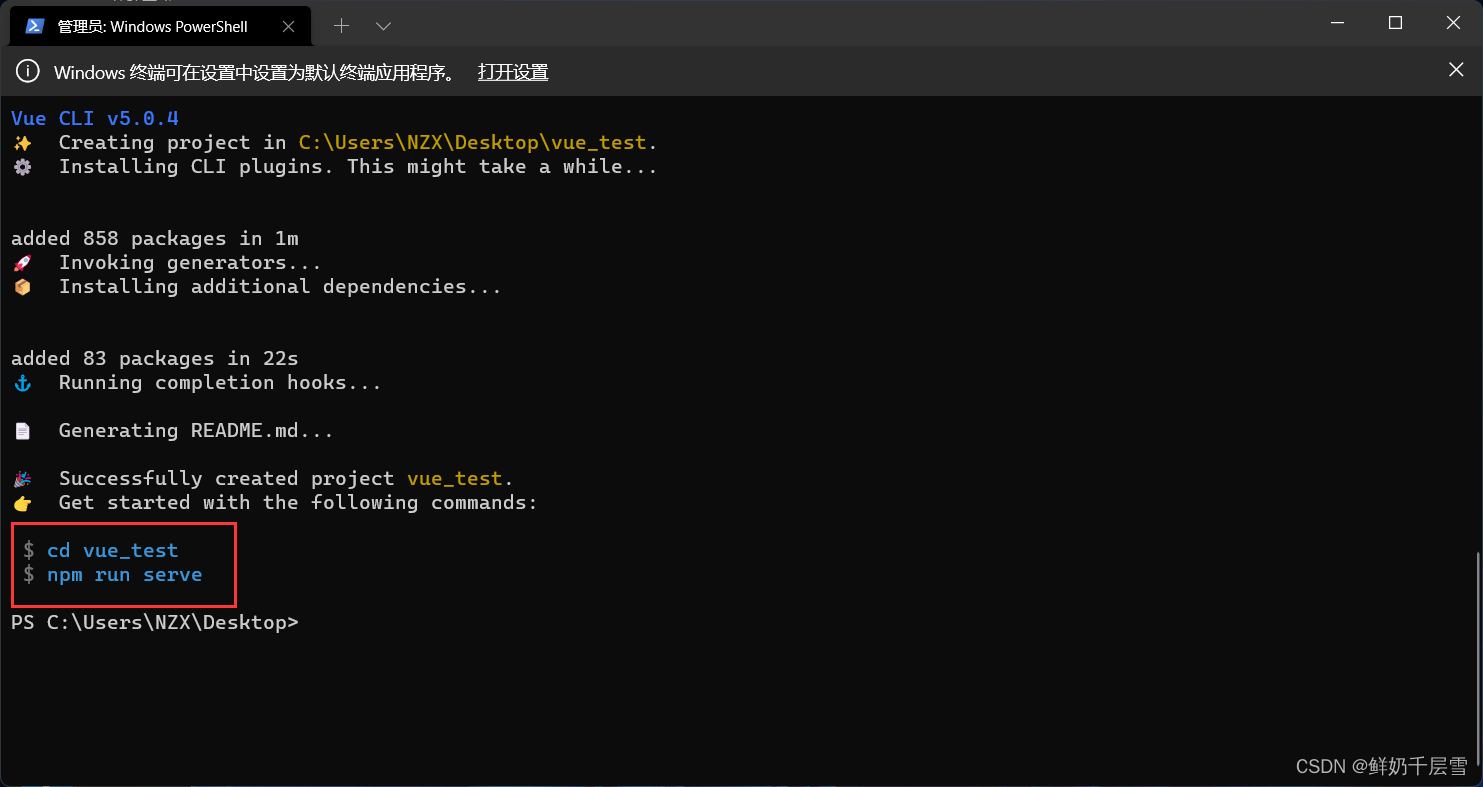 管理员: Windows PowerShell
Windows 终端可在设置中设置为默认终端应用程序。 打开设置
Vue CLI v5.0.4
✨ Creating project in C:\Users\NZX\Desktop\vue_test.
⚙ Installing CLI plugins. This might take a while...
added 858 packages in 1m
🚀 Invoking generators...
📦 Installing additional dependencies...
added 83 packages in 22s
⚓ Running completion hooks...
📄 Generating README.md...
🎉 Successfully created project vue_test.
👉 Get started with the following commands:
$ cd vue_test
$ npm run serve
PS C:\Users\NZX\Desktop>
CSDN @鲜奶千层雪